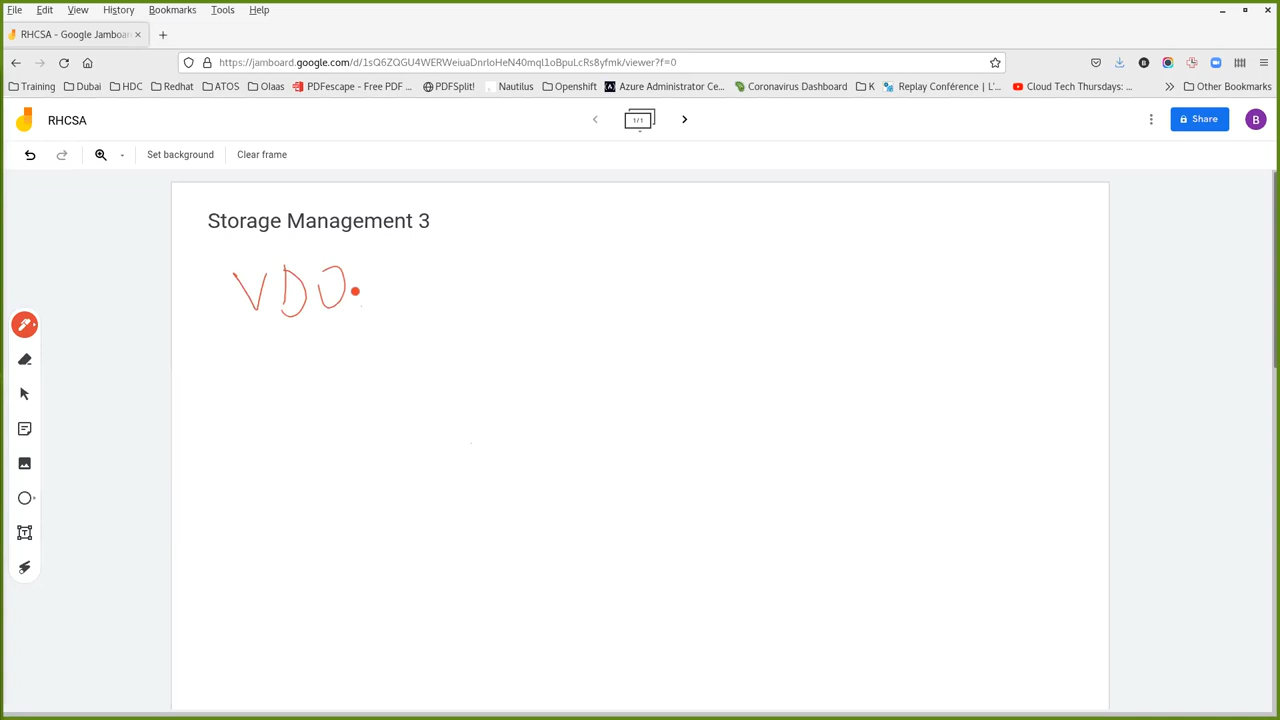 File Edit View History Bookmarks Tools Help
RHCSA - Google Jamboar
https://jamboard.google.com/d/1sQ6ZQGU4WERWeiuaDnrIoHeN40mql1oBpuLcRs8yfmk/viewer?f=0
Training Dubai HDC Redhat ATOS Olaas PDFescape - Free PDF ... PDFSplit! Nautilus Openshift Azure Administrator Ce... Coronavirus Dashboard K Replay Conférence | L'... Cloud Tech Thursdays: ... Other Bookmarks
RHCSA 1/1 Share B
Set background Clear frame
Storage Management 3
VDO